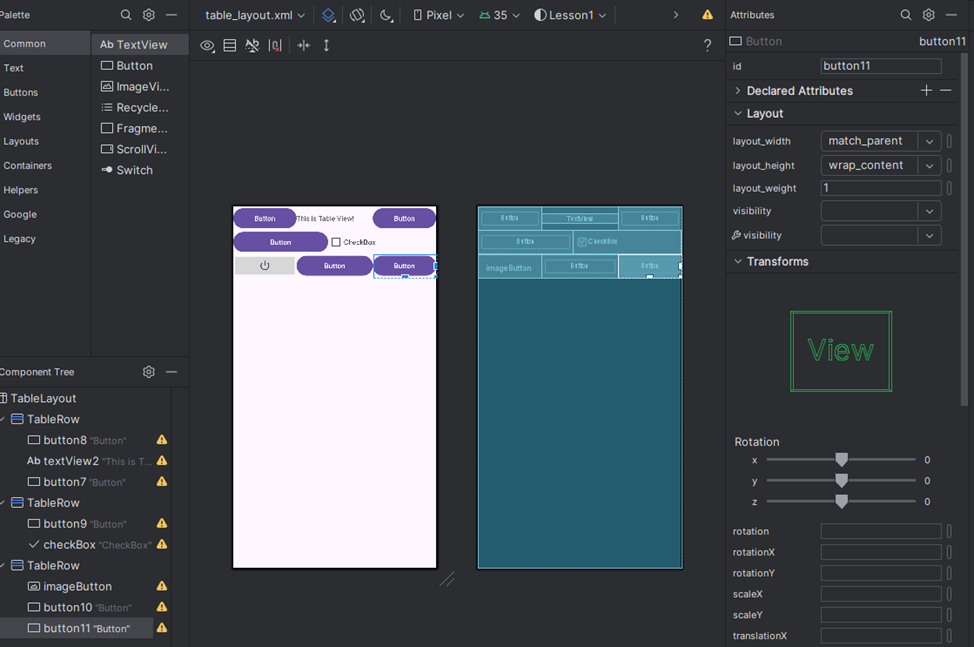 Palette
table_layout.xml
Pixel
35
Lesson1
Attributes
Common
Text
Buttons
Widgets
Layouts
Containers
Helpers
Google
Legacy
Ab TextView
Button
ImageVi...
Recycle...
Fragme...
ScrollVi...
Switch
?
Button
button11
id
button11
Declared Attributes
Layout
layout_width
match_parent
layout_height
wrap_content
layout_weight
1
visibility
visibility
Transforms
View
Rotation
x
0
y
0
z
0
rotation
rotationX
rotationY
scaleX
scaleY
translationX
Button
This is Table View!
Button
Button
CheckBox
Button
Button
Button
TextView
Button
Button
CheckBox
imageButton
Button
Button
Component Tree
TableLayout
TableRow
button8 "Button"
Ab textView2 "This is T...
button7 "Button"
TableRow
button9 "Button"
checkBox "CheckBox"
TableRow
imageButton
button10 "Button"
button11 "Button"